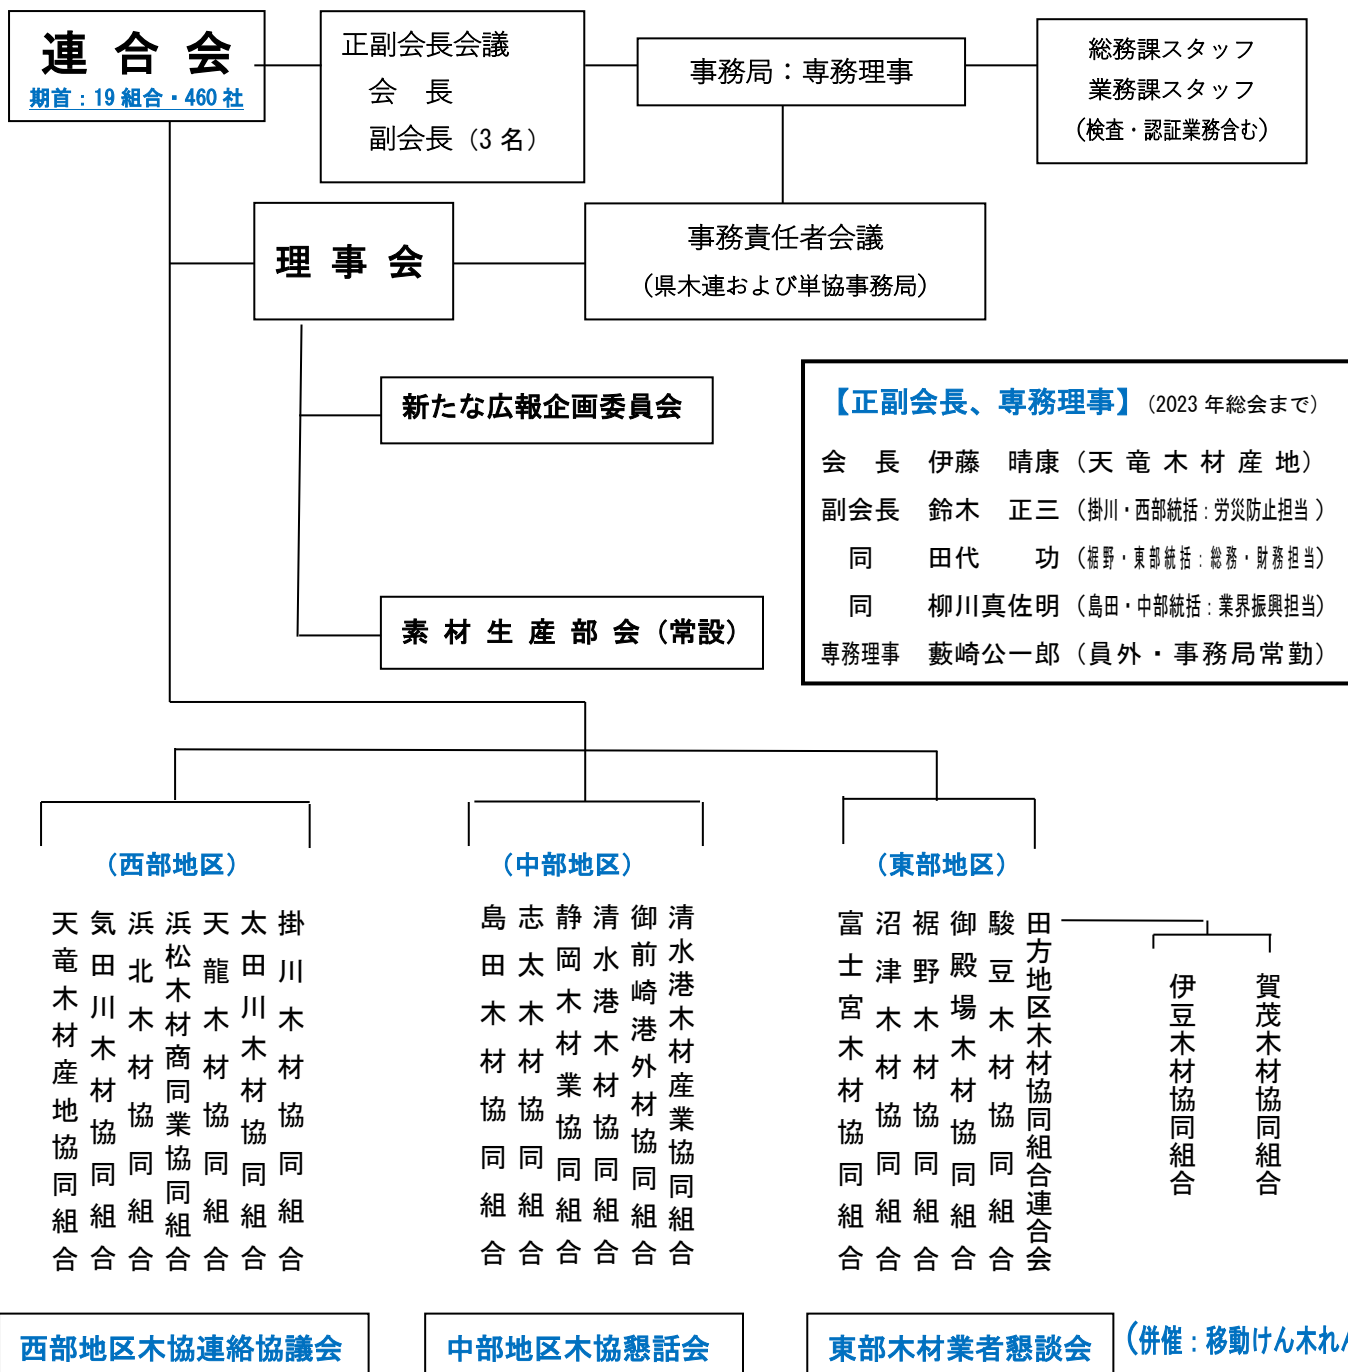 連合会
期首：19組合・460社
正副会長会議
会　長
副会長（3名）
事務局：専務理事
総務課スタッフ
業務課スタッフ
（検査・認証業務含む）
理事会
事務責任者会議
（県木連および単協事務局）
新たな広報企画委員会
素材生産部会（常設）
【正副会長、専務理事】（2023年総会まで）
会　長　伊藤　晴康（天竜木材産地）
副会長　鈴木　正三（掛川・西部統括：労災防止担当）
同　田代　功（裾野・東部統括：総務・財務担当）
同　柳川真佐明（島田・中部統括：業界振興担当）
専務理事　藪崎公一郎（員外・事務局常勤）
（西部地区）
天竜木材産地協同組合
気田川木材協同組合
浜北木材協同組合
浜松木材商同業協同組合
天龍木材協同組合
太田川木材協同組合
掛川木材協同組合
（中部地区）
島田木材協同組合
志太木材協同組合
静岡木材業協同組合
清水港木材協同組合
御前崎港外材協同組合
清水港木材産業協同組合
（東部地区）
富士宮木材協同組合
沼津木材協同組合
裾野木材協同組合
御殿場木材協同組合
駿豆木材協同組合
田方地区木材協同組合連合会
伊豆木材協同組合
賀茂木材協同組合
西部地区木協連絡協議会
中部地区木協懇話会
東部木材業者懇談会
（併催：移動けん木れん